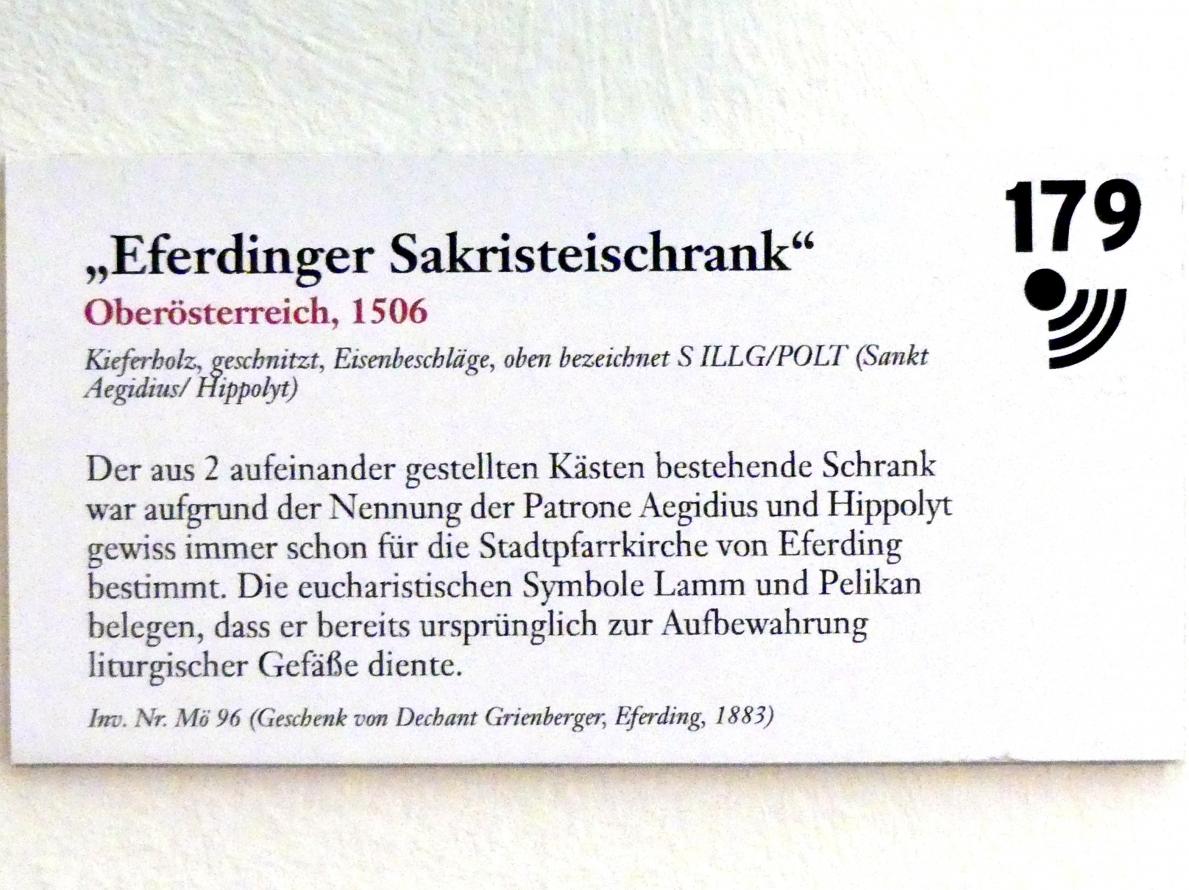 179
„Eferdinger Sakristeischrank“
Oberösterreich, 1506
Kieferholz, geschnitzt, Eisenbeschläge, oben bezeichnet S ILLG/POLT (Sankt
Aegidius/ Hippolyt)
Der aus 2 aufeinander gestellten Kästen bestehende Schrank
war aufgrund der Nennung der Patrone Aegidius und Hippolyt
gewiss immer schon für die Stadtpfarrkirche von Eferding
bestimmt. Die eucharistischen Symbole Lamm und Pelikan
belegen, dass er bereits ursprünglich zur Aufbewahrung
liturgischer Gefäße diente.
Inv. Nr. Mö 96 (Geschenk von Dechant Grienberger, Eferding, 1883)